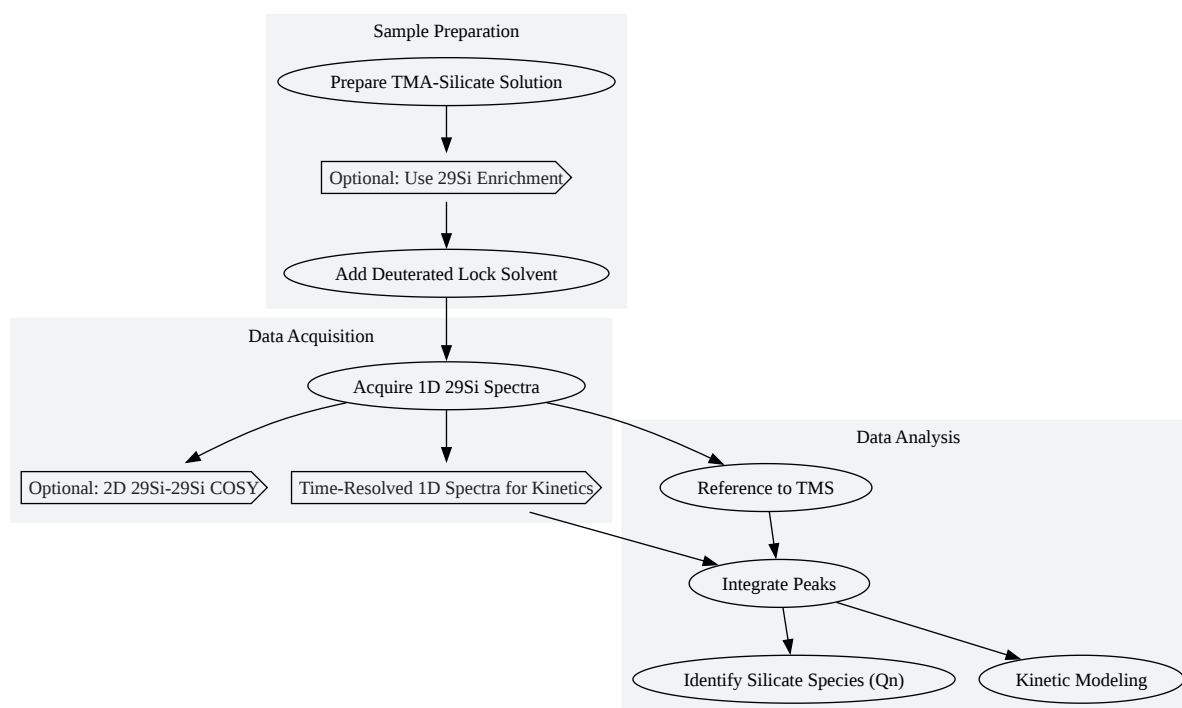 Sample Preparation
Prepare TMA-Silicate Solution
Optional: Use 29Si Enrichment
Add Deuterated Lock Solvent
Data Acquisition
Acquire 1D 29Si Spectra
Optional: 2D 29Si-29Si COSY
Time-Resolved 1D Spectra for Kinetics
Data Analysis
Reference to TMS
Integrate Peaks
Identify Silicate Species (Qn)
Kinetic Modeling